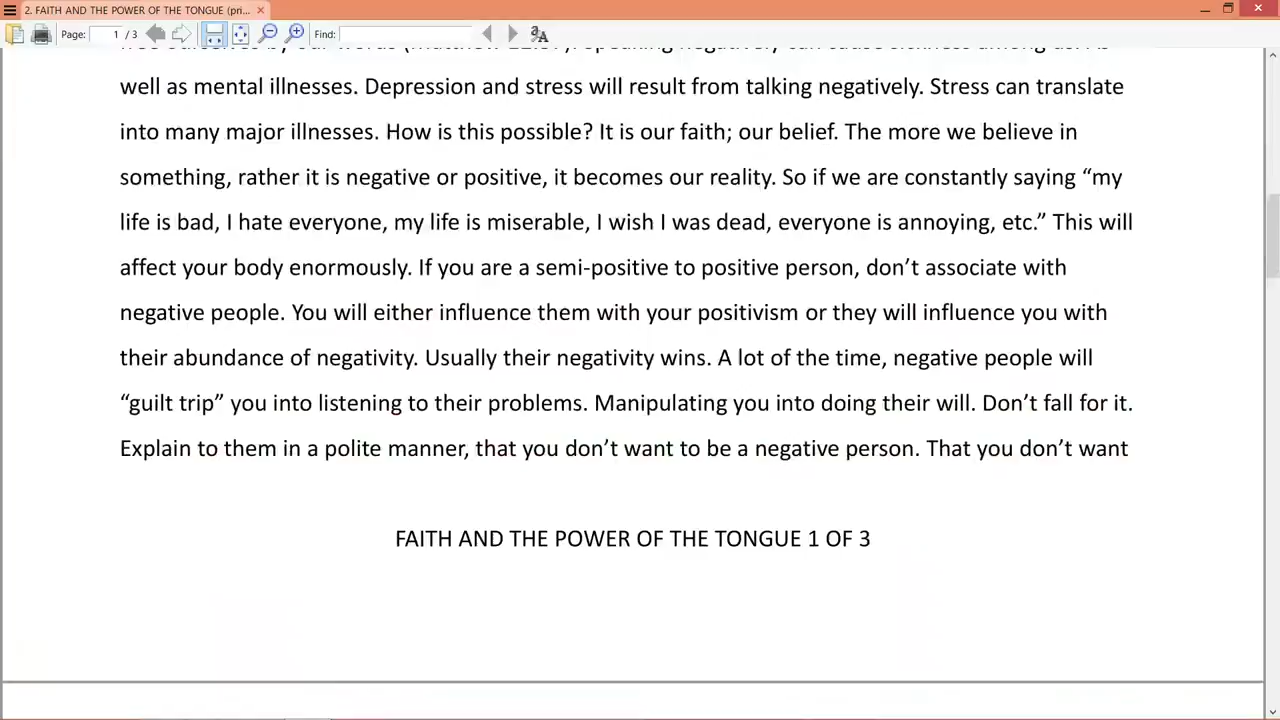 2. FAITH AND THE POWER OF THE TONGUE (pri...
Page: 1 / 3 Find:
well as mental illnesses. Depression and stress will result from talking negatively. Stress can translate
into many major illnesses. How is this possible? It is our faith; our belief. The more we believe in
something, rather it is negative or positive, it becomes our reality. So if we are constantly saying “my
life is bad, I hate everyone, my life is miserable, I wish I was dead, everyone is annoying, etc.” This will
affect your body enormously. If you are a semi-positive to positive person, don’t associate with
negative people. You will either influence them with your positivism or they will influence you with
their abundance of negativity. Usually their negativity wins. A lot of the time, negative people will
“guilt trip” you into listening to their problems. Manipulating you into doing their will. Don’t fall for it.
Explain to them in a polite manner, that you don’t want to be a negative person. That you don’t want
FAITH AND THE POWER OF THE TONGUE 1 OF 3